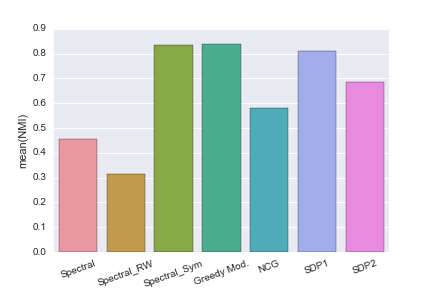 0.9
0.8
0.7
0.6
0.5
0.4
0.3
0.2
0.1
0.0
mean(NMI)
Spectral
Spectral_RW
Spectral_Sym
Greedy Mod.
NCG
SDP1
SDP2